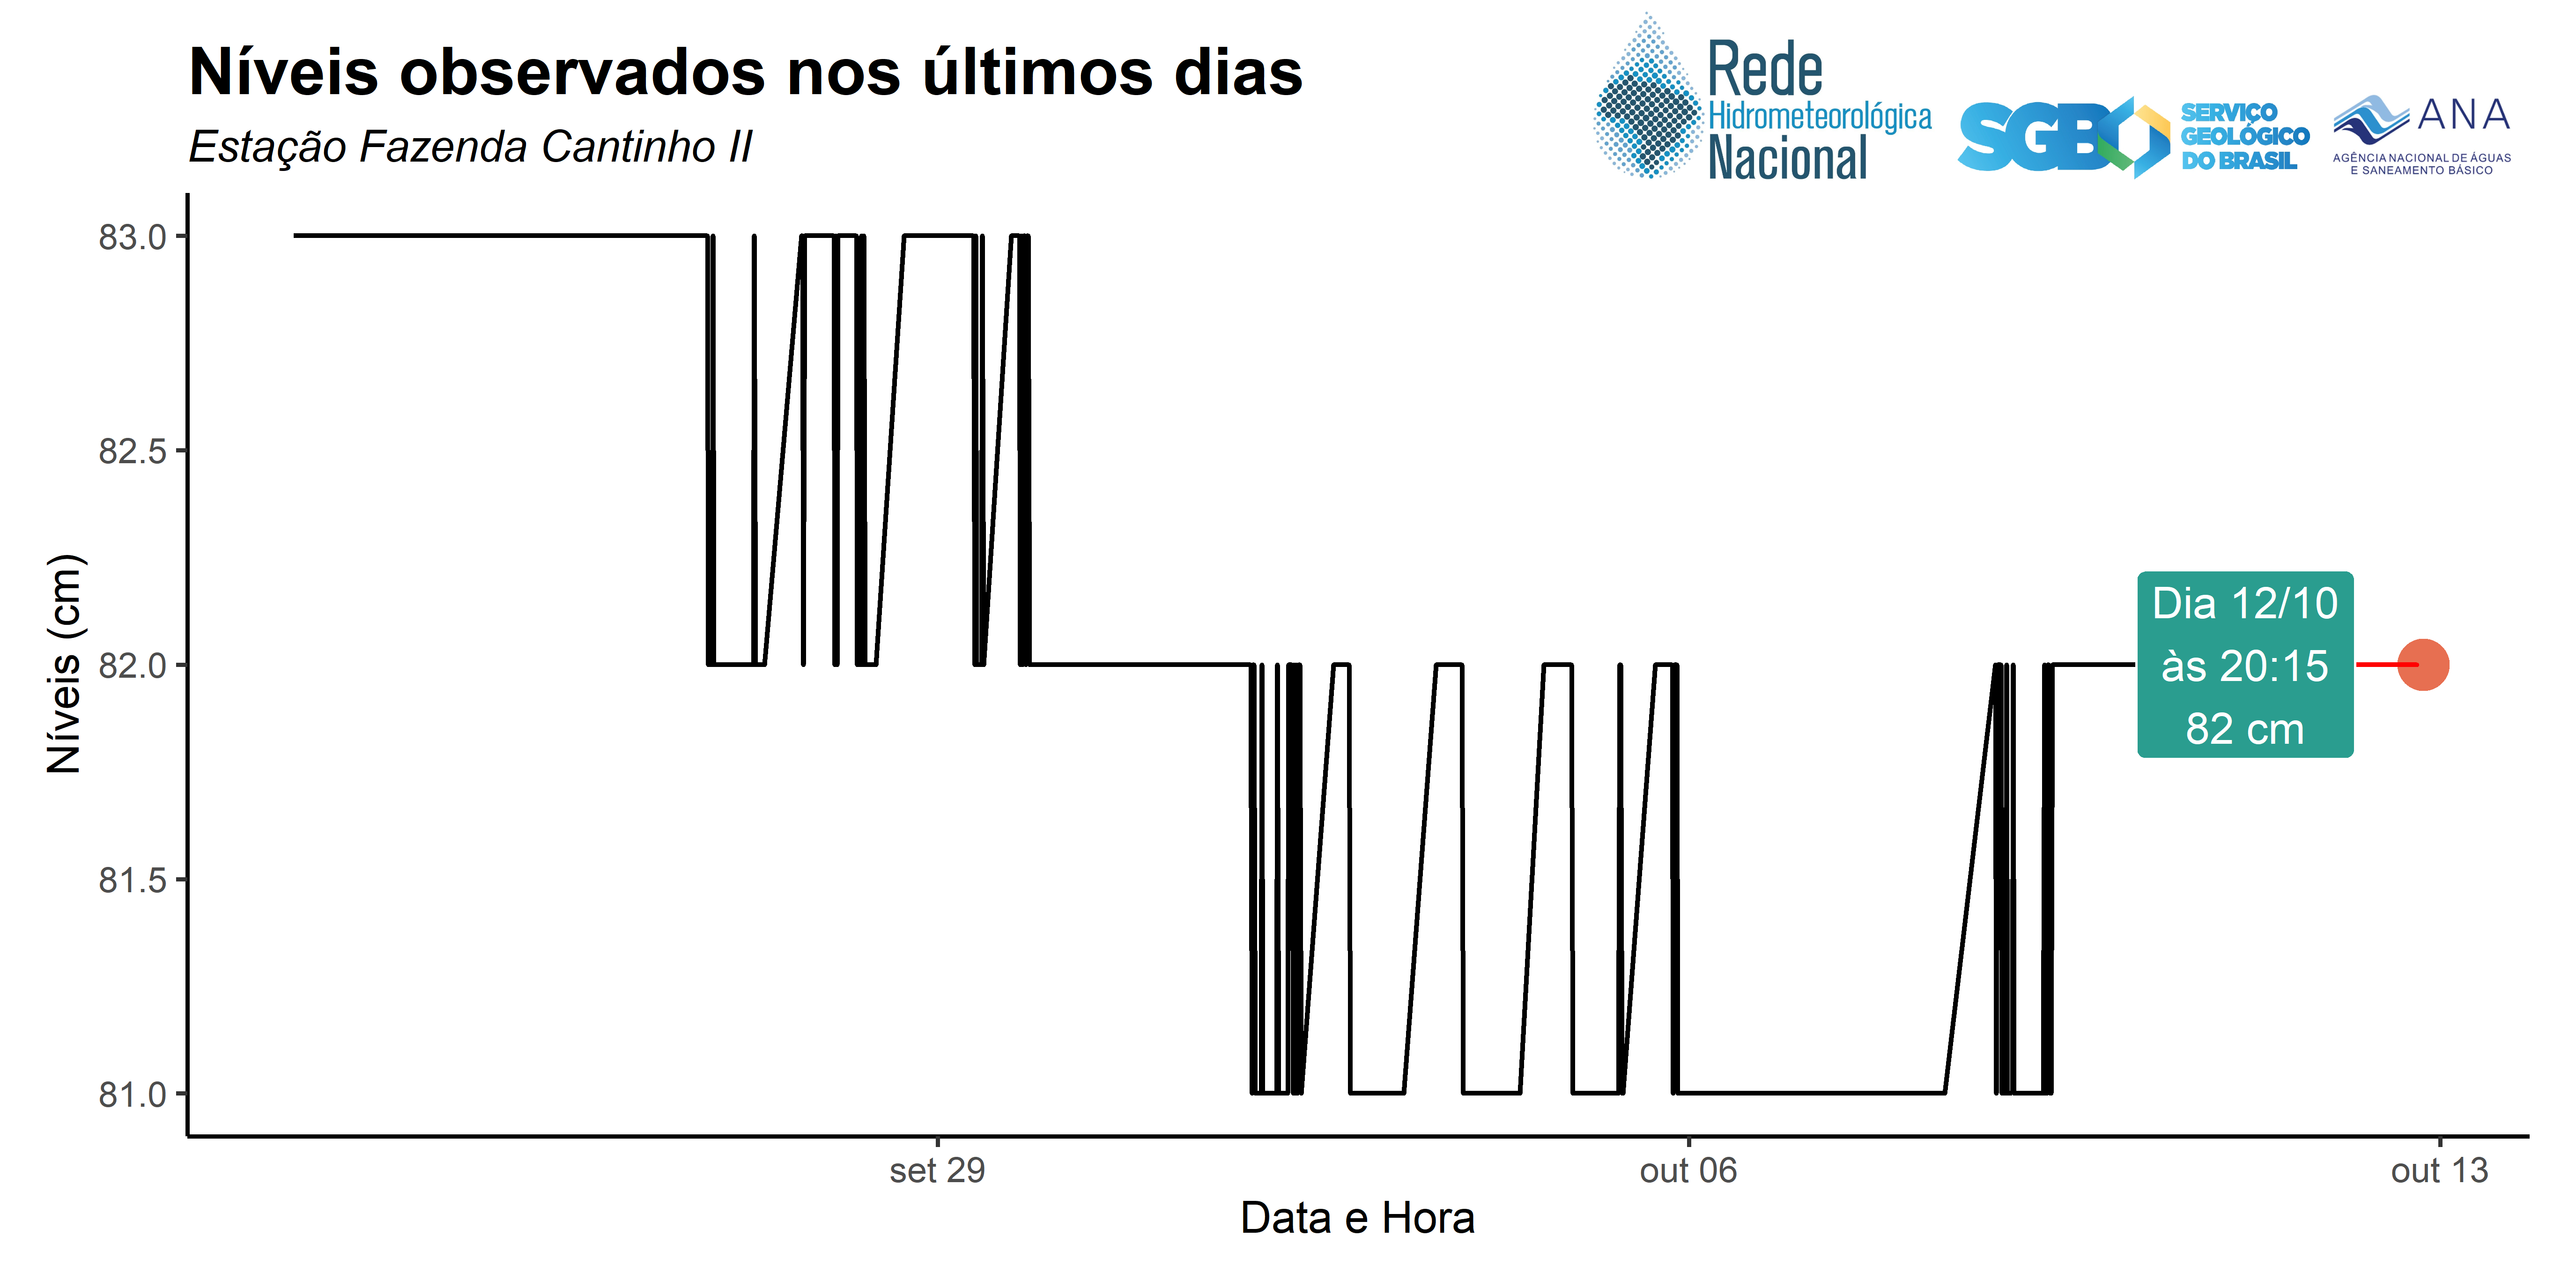 Níveis observados nos últimos dias
Estação Fazenda Cantinho II
Rede
Hidrometeorológica
Nacional
SGB
SERVIÇO
GEOLÓGICO
DO BRASIL
ANA
AGÊNCIA NACIONAL DE ÁGUAS
E SANEAMENTO BÁSICO
Níveis (cm)
83.0
82.5
82.0
81.5
81.0
Dia 12/10
às 20:15
82 cm
set 29
out 06
out 13
Data e Hora